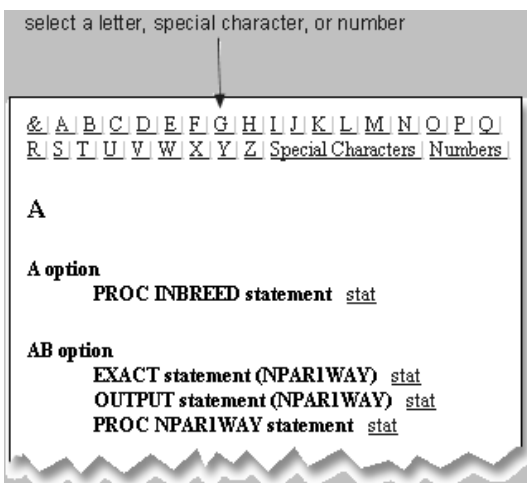 select a letter, special character, or number
& | A | B | C | D | E | F | G | H | I | J | K | L | M | N | O | P | Q |
R | S | T | U | V | W | X | Y | Z | Special Characters | Numbers |
A
A option
PROC INBREED statement stat
AB option
EXACT statement (NPAR1WAY) stat
OUTPUT statement (NPAR1WAY) stat
PROC NPAR1WAY statement stat